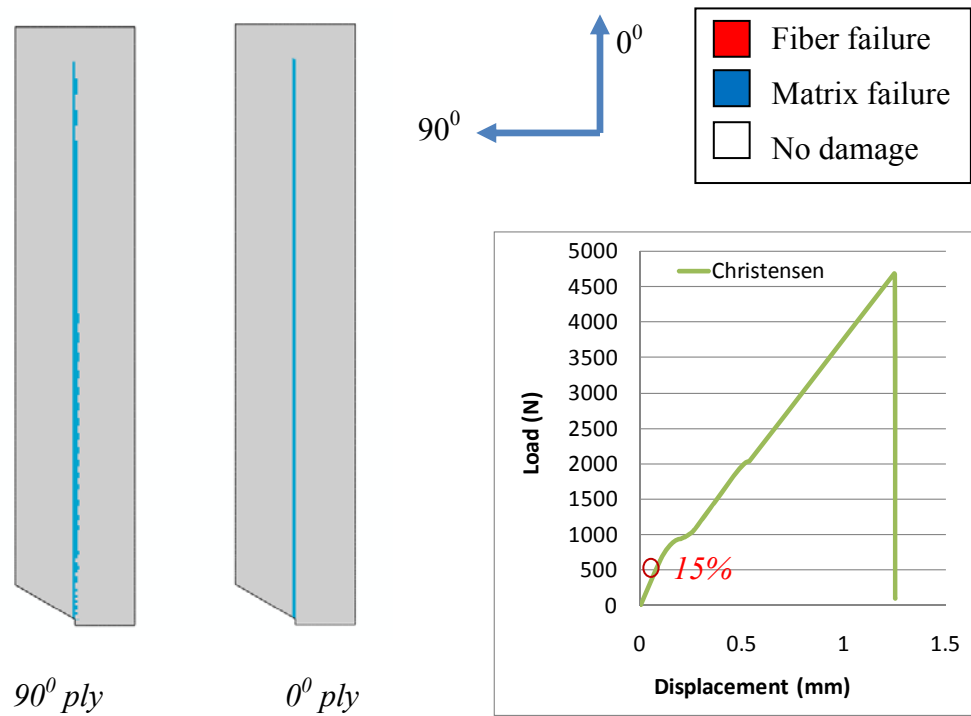 0⁰
90⁰
Fiber failure
Matrix failure
No damage
5000
4500
4000
3500
3000
2500
2000
1500
1000
500
0
Load (N)
Christensen
15%
0
0.5
1
1.5
Displacement (mm)
90⁰ ply
0⁰ ply